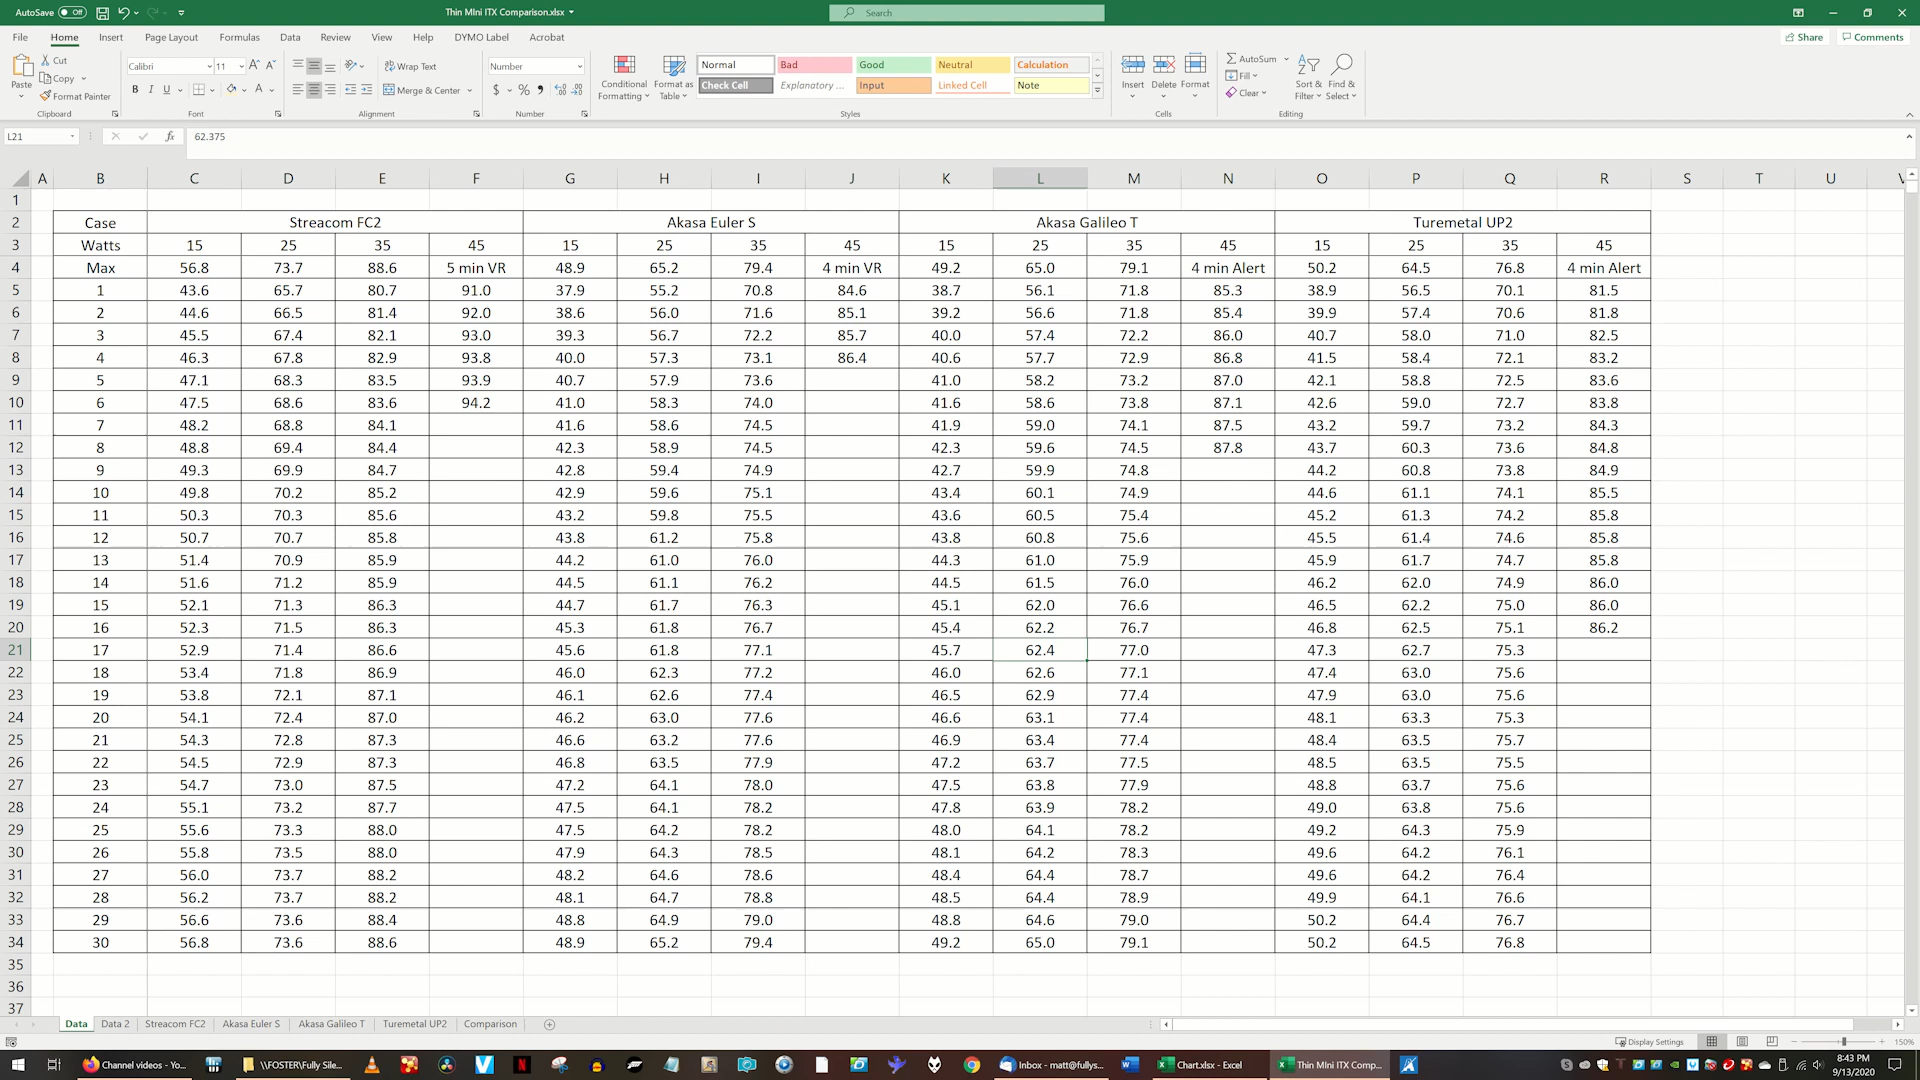 AutoSave Off
Thin MIni ITX Comparison.xlsx
Search
File Home Insert Page Layout Formulas Data Review View Help DYMO Label Acrobat
Share Comments
Paste
Cut
Copy
Format Painter
Clipboard
Calibri 11
B I U
Font
Wrap Text
Merge & Center
Alignment
Number
$ % ,
Number
Conditional Formatting
Format as Table
Normal Bad Good Neutral Calculation
Check Cell Explanatory ... Input Linked Cell Note
Styles
Insert Delete Format
Cells
AutoSum
Fill
Clear
Sort & Filter
Find & Select
Editing
L21 fx 62.375
A B C D E F G H I J K L M N O P Q R S T U V
1
2 Case Streacom FC2 Akasa Euler S Akasa Galileo T Turemetal UP2
3 Watts 15 25 35 45 15 25 35 45 15 25 35 45 15 25 35 45
4 Max 56.8 73.7 88.6 5 min VR 48.9 65.2 79.4 4 min VR 49.2 65.0 79.1 4 min Alert 50.2 64.5 76.8 4 min Alert
5 1 43.6 65.7 80.7 91.0 37.9 55.2 70.8 84.6 38.7 56.1 71.8 85.3 38.9 56.5 70.1 81.5
6 2 44.6 66.5 81.4 92.0 38.6 56.0 71.6 85.1 39.2 56.6 71.8 85.4 39.9 57.4 70.6 81.8
7 3 45.5 67.4 82.1 93.0 39.3 56.7 72.2 85.7 40.0 57.4 72.2 86.0 40.7 58.0 71.0 82.5
8 4 46.3 67.8 82.9 93.8 40.0 57.3 73.1 86.4 40.6 57.7 72.9 86.8 41.5 58.4 72.1 83.2
9 5 47.1 68.3 83.5 93.9 40.7 57.9 73.6 41.0 58.2 73.2 87.0 42.1 58.8 72.5 83.6
10 6 47.5 68.6 83.6 94.2 41.0 58.3 74.0 41.6 58.6 73.8 87.1 42.6 59.0 72.7 83.8
11 7 48.2 68.8 84.1 41.6 58.6 74.5 41.9 59.0 74.1 87.5 43.2 59.7 73.2 84.3
12 8 48.8 69.4 84.4 42.3 58.9 74.5 42.3 59.6 74.5 87.8 43.7 60.3 73.6 84.8
13 9 49.3 69.9 84.7 42.8 59.4 74.9 42.7 59.9 74.8 44.2 60.8 73.8 84.9
14 10 49.8 70.2 85.2 42.9 59.6 75.1 43.4 60.1 74.9 44.6 61.1 74.1 85.5
15 11 50.3 70.3 85.6 43.2 59.8 75.5 43.6 60.5 75.4 45.2 61.3 74.2 85.8
16 12 50.7 70.7 85.8 43.8 61.2 75.8 43.8 60.8 75.6 45.5 61.4 74.6 85.8
17 13 51.4 70.9 85.9 44.2 61.0 76.0 44.3 61.0 75.9 45.9 61.7 74.7 85.8
18 14 51.6 71.2 85.9 44.5 61.1 76.2 44.5 61.5 76.0 46.2 62.0 74.9 86.0
19 15 52.1 71.3 86.3 44.7 61.7 76.3 45.1 62.0 76.6 46.5 62.2 75.0 86.0
20 16 52.3 71.5 86.3 45.3 61.8 76.7 45.4 62.2 76.7 46.8 62.5 75.1 86.2
21 17 52.9 71.4 86.6 45.6 61.8 77.1 45.7 62.4 77.0 47.3 62.7 75.3
22 18 53.4 71.8 86.9 46.0 62.3 77.2 46.0 62.6 77.1 47.4 63.0 75.6
23 19 53.8 72.1 87.1 46.1 62.6 77.4 46.5 62.9 77.4 47.9 63.0 75.6
24 20 54.1 72.4 87.0 46.2 63.0 77.6 46.6 63.1 77.4 48.1 63.3 75.3
25 21 54.3 72.8 87.3 46.6 63.2 77.6 46.9 63.4 77.4 48.4 63.5 75.7
26 22 54.5 72.9 87.3 46.8 63.5 77.9 47.2 63.7 77.5 48.5 63.5 75.5
27 23 54.7 73.0 87.5 47.2 64.1 78.0 47.5 63.8 77.9 48.8 63.7 75.6
28 24 55.1 73.2 87.7 47.5 64.1 78.2 47.8 63.9 78.2 49.0 63.8 75.6
29 25 55.6 73.3 88.0 47.5 64.2 78.2 48.0 64.1 78.2 49.2 64.3 75.9
30 26 55.8 73.5 88.0 47.9 64.3 78.5 48.1 64.2 78.3 49.6 64.2 76.1
31 27 56.0 73.7 88.2 48.2 64.6 78.6 48.4 64.4 78.7 49.6 64.2 76.4
32 28 56.2 73.7 88.2 48.1 64.7 78.8 48.5 64.4 78.9 49.9 64.1 76.6
33 29 56.6 73.6 88.4 48.8 64.9 79.0 48.8 64.6 79.0 50.2 64.4 76.7
34 30 56.8 73.6 88.6 48.9 65.2 79.4 49.2 65.0 79.1 50.2 64.5 76.8
35
36
37
Data Data 2 Streacom FC2 Akasa Euler S Akasa Galileo T Turemetal UP2 Comparison
Display Settings 150%
Channel videos - Yo...
\\FOSTER\Fully Sile...
Inbox - matt@fullys...
Chart.xlsx - Excel
Thin MIni ITX Comp...
8:43 PM
9/13/2020